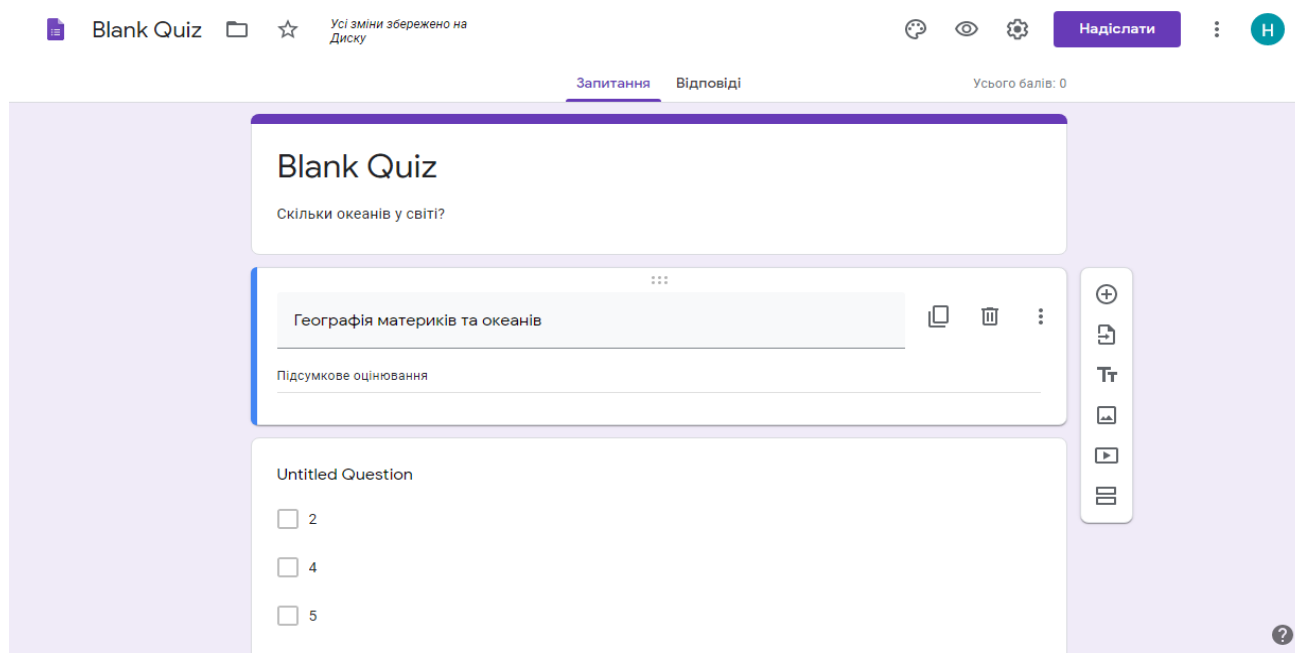 Blank Quiz
Усі зміни збережено на
Диску
Надіслати
H
Запитання Відповіді Усього балів: 0
Blank Quiz
Скільки океанів у світі?
Географія материків та океанів
Підсумкове оцінювання
Тт
Untitled Question
2
4
5
?